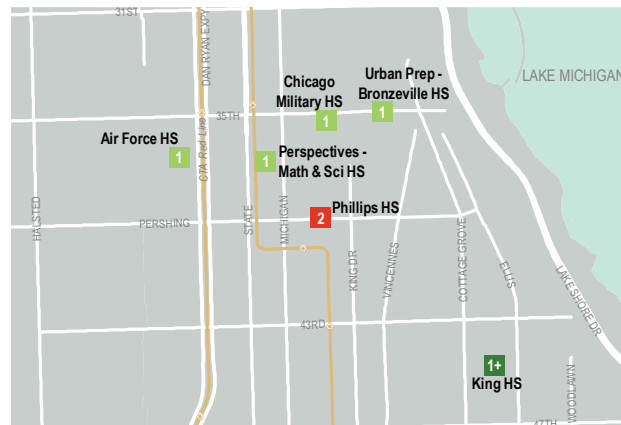 31ST
DAN RYAN EXPY
LAKE MICHIGAN
Urban Prep -
Bronzeville HS
Chicago
Military HS
1
1
35TH
Air Force HS
1
CTA Red Line
1
Perspectives -
Math & Sci HS
HALSTED
STATE
MICHIGAN
Phillips HS
2
PERSHING
KING DR
VINCENNES
COTTAGE GROVE
ELLIS
LAKE SHORE DR
43RD
1+
King HS
WOODLAWN
47TH